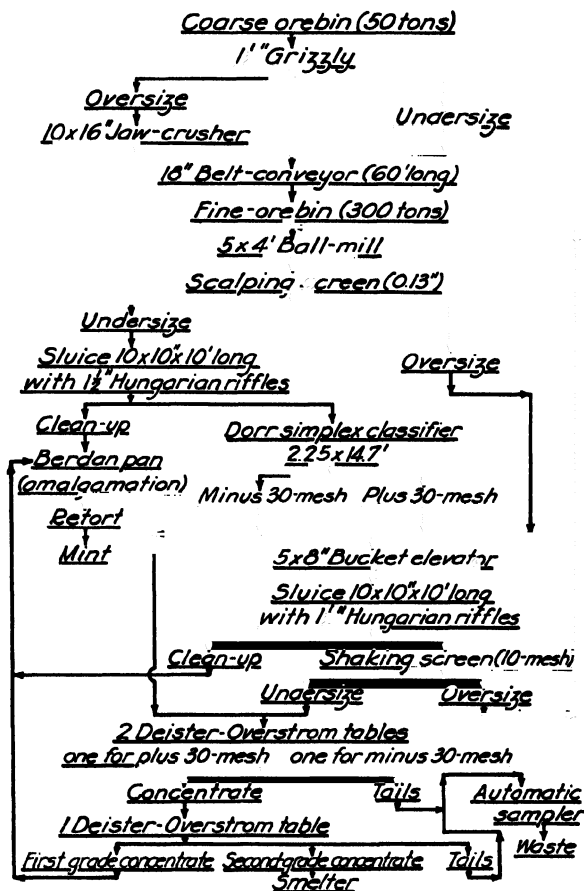 Coarse orebin (50 tons)
1'" Grizzly
Oversize
Undersize
10x16" Jaw-crusher
18" Belt-conveyor (60' long)
Fine-orebin (300 tons)
5x4' Ball-mill
Scalping creen (0.13")
Undersize
Sluice 10x10"x10' long
with 1½" Hungarian riffles
Oversize
Clean-up
Dorr simplex classifier
2.25x14.7'
Berdan pan
(amalgamation)
Minus 30-mesh Plus 30-mesh
Retort
Mint
5x8" Bucket elevator
Sluice 10x10"x10' long
with 1'" Hungarian riffles
Clean-up
Shaking screen (10-mesh)
Undersize
Oversize
2 Deister-Overstrom tables
one for plus 30-mesh one for minus 30-mesh
Concentrate
Tails
Automatic
sampler
Waste
1 Deister-Overstrom table
First grade concentrate
Second grade concentrate
Tails
Smelter